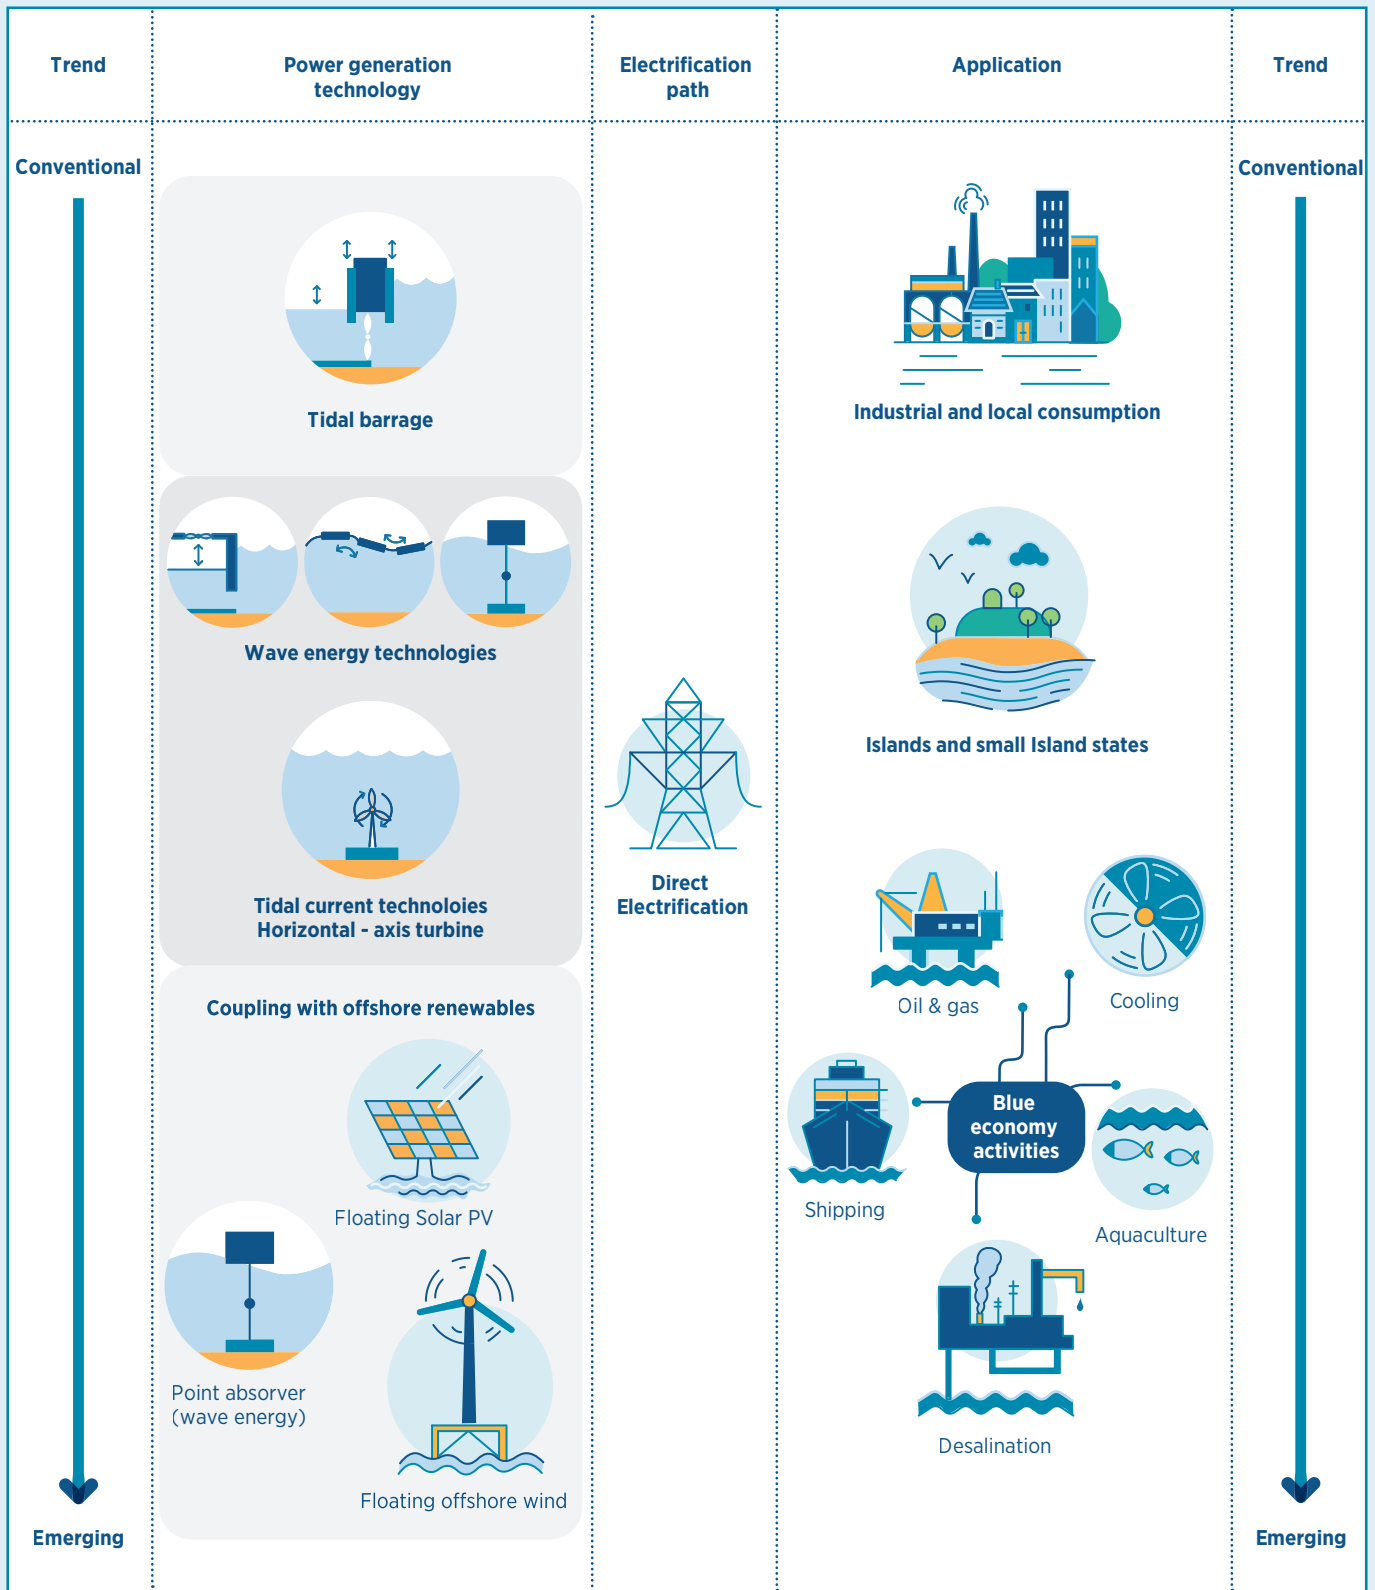 Trend
Power generation
technology
Electrification
path
Application
Trend
Conventional
Conventional
Tidal barrage
Industrial and local consumption
Wave energy technologies
Islands and small Island states
Tidal current technoloies
Horizontal - axis turbine
Direct
Electrification
Coupling with offshore renewables
Oil & gas
Cooling
Blue
economy
activities
Shipping
Aquaculture
Floating Solar PV
Point absorver
(wave energy)
Desalination
Floating offshore wind
Emerging
Emerging